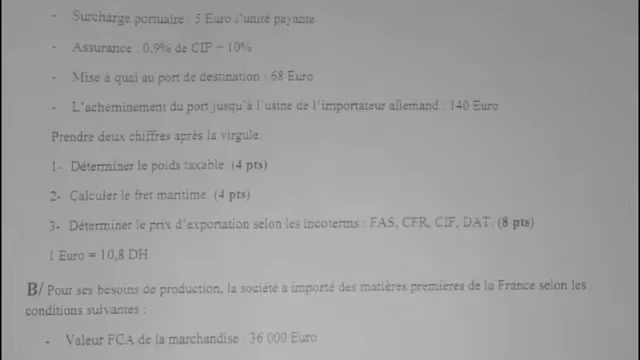 - Surcharge portuaire : 5 Euro l'unité payante
- Assurance : 0.9% de CIF - 10%
- Mise à quai au port de destination : 68 Euro
- L'acheminement du port jusqu'à l'usine de l'importateur allemand : 140 Euro
Prendre deux chiffres après la virgule.
1- Déterminer le poids taxable. (4 pts)
2- Calculer le fret maritime. (4 pts)
3- Déterminer le prix d'exportation selon les incoterms : FAS, CFR, CIF, DAT. (8 pts)
1 Euro = 10,8 DH
B/ Pour ses besoins de production, la société a importé des matières premières de la France selon les
conditions suivantes :
- Valeur FCA de la marchandise : 36 000 Euro